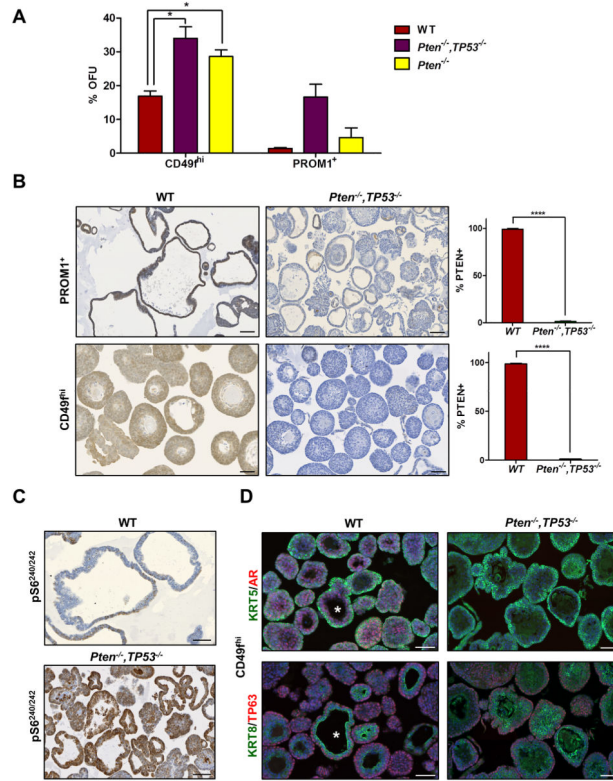 A
WT
Pten-/-,TP53-/-
Pten-/-
*
*
% OFU
40
30
20
10
0
CD49fhi
PROM1+
B
WT
Pten-/-,TP53-/-
PROM1+
CD49fhi
****
% PTEN+
100
50
0
WT Pten-/-,TP53-/-
****
% PTEN+
100
50
0
WT Pten-/-,TP53-/-
C
WT
pS6240/242
Pten-/-,TP53-/-
pS6240/242
D
WT
Pten-/-,TP53-/-
CD49fhi
KRT5/AR
*
KRT8/TP63
*